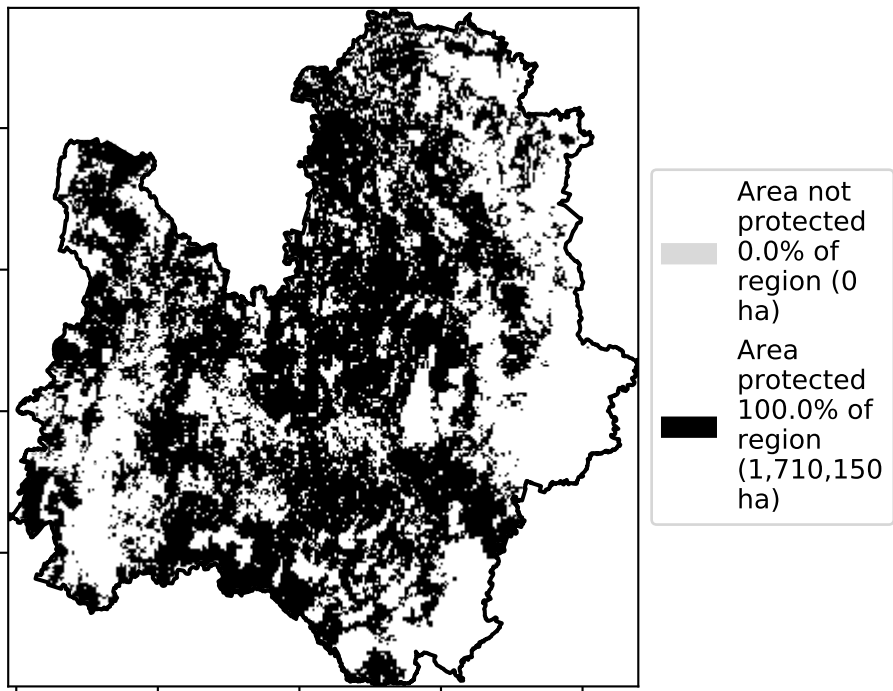 Area not
protected
0.0% of
region (0
ha)
Area
protected
100.0% of
region
(1,710,150
ha)